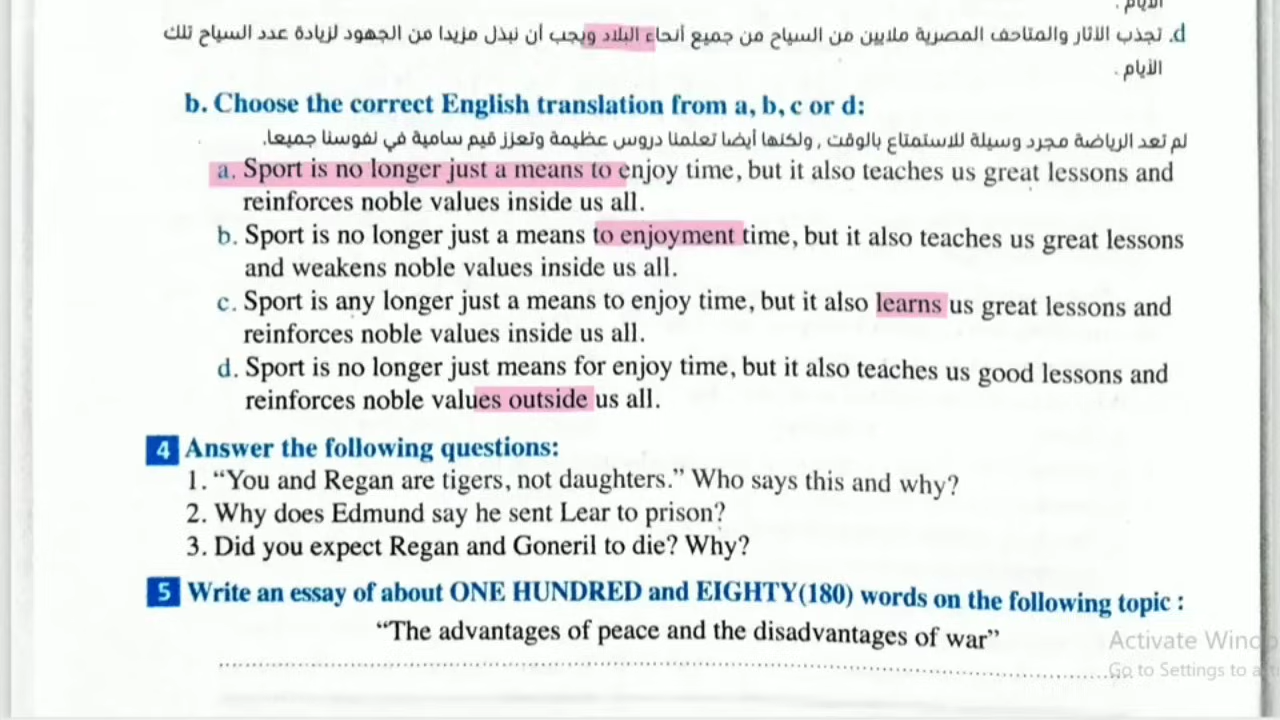 الأيام .
d. تجذب الآثار والمتاحف المصرية ملايين من السياح من جميع أنحاء البلاد ويجب أن نبذل مزيدا من الجهود لزيادة عدد السياح تلك
الأيام .
b. Choose the correct English translation from a, b, c or d:
لم تعد الرياضة مجرد وسيلة للاستمتاع بالوقت , ولكنها أيضا تعلمنا دروس عظيمة وتعزز قيم سامية في نفوسنا جميعا.
a. Sport is no longer just a means to enjoy time, but it also teaches us great lessons and
reinforces noble values inside us all.
b. Sport is no longer just a means to enjoyment time, but it also teaches us great lessons
and weakens noble values inside us all.
c. Sport is any longer just a means to enjoy time, but it also learns us great lessons and
reinforces noble values inside us all.
d. Sport is no longer just means for enjoy time, but it also teaches us good lessons and
reinforces noble values outside us all.
4 Answer the following questions:
1. “You and Regan are tigers, not daughters.” Who says this and why?
2. Why does Edmund say he sent Lear to prison?
3. Did you expect Regan and Goneril to die? Why?
5 Write an essay of about ONE HUNDRED and EIGHTY(180) words on the following topic :
“The advantages of peace and the disadvantages of war”
Activate
Go to Settings to